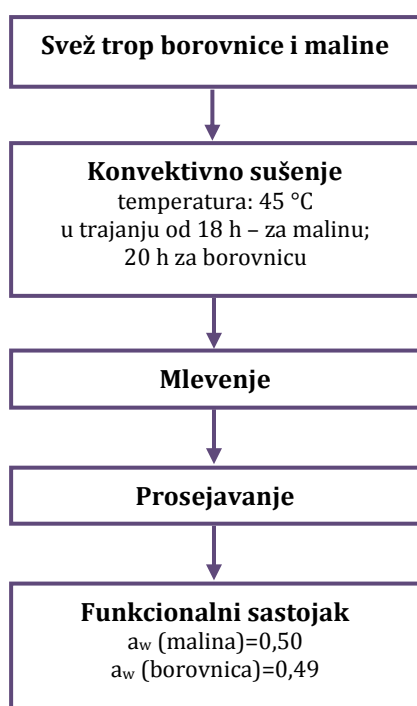 Svež trop borovnice i maline
Konvektivno sušenje
temperatura: 45 °C
u trajanju od 18 h – za malinu;
20 h za borovnicu
Mlevenje
Prosejavanje
Funkcionalni sastojak
aw (malina)=0,50
aw (borovnica)=0,49